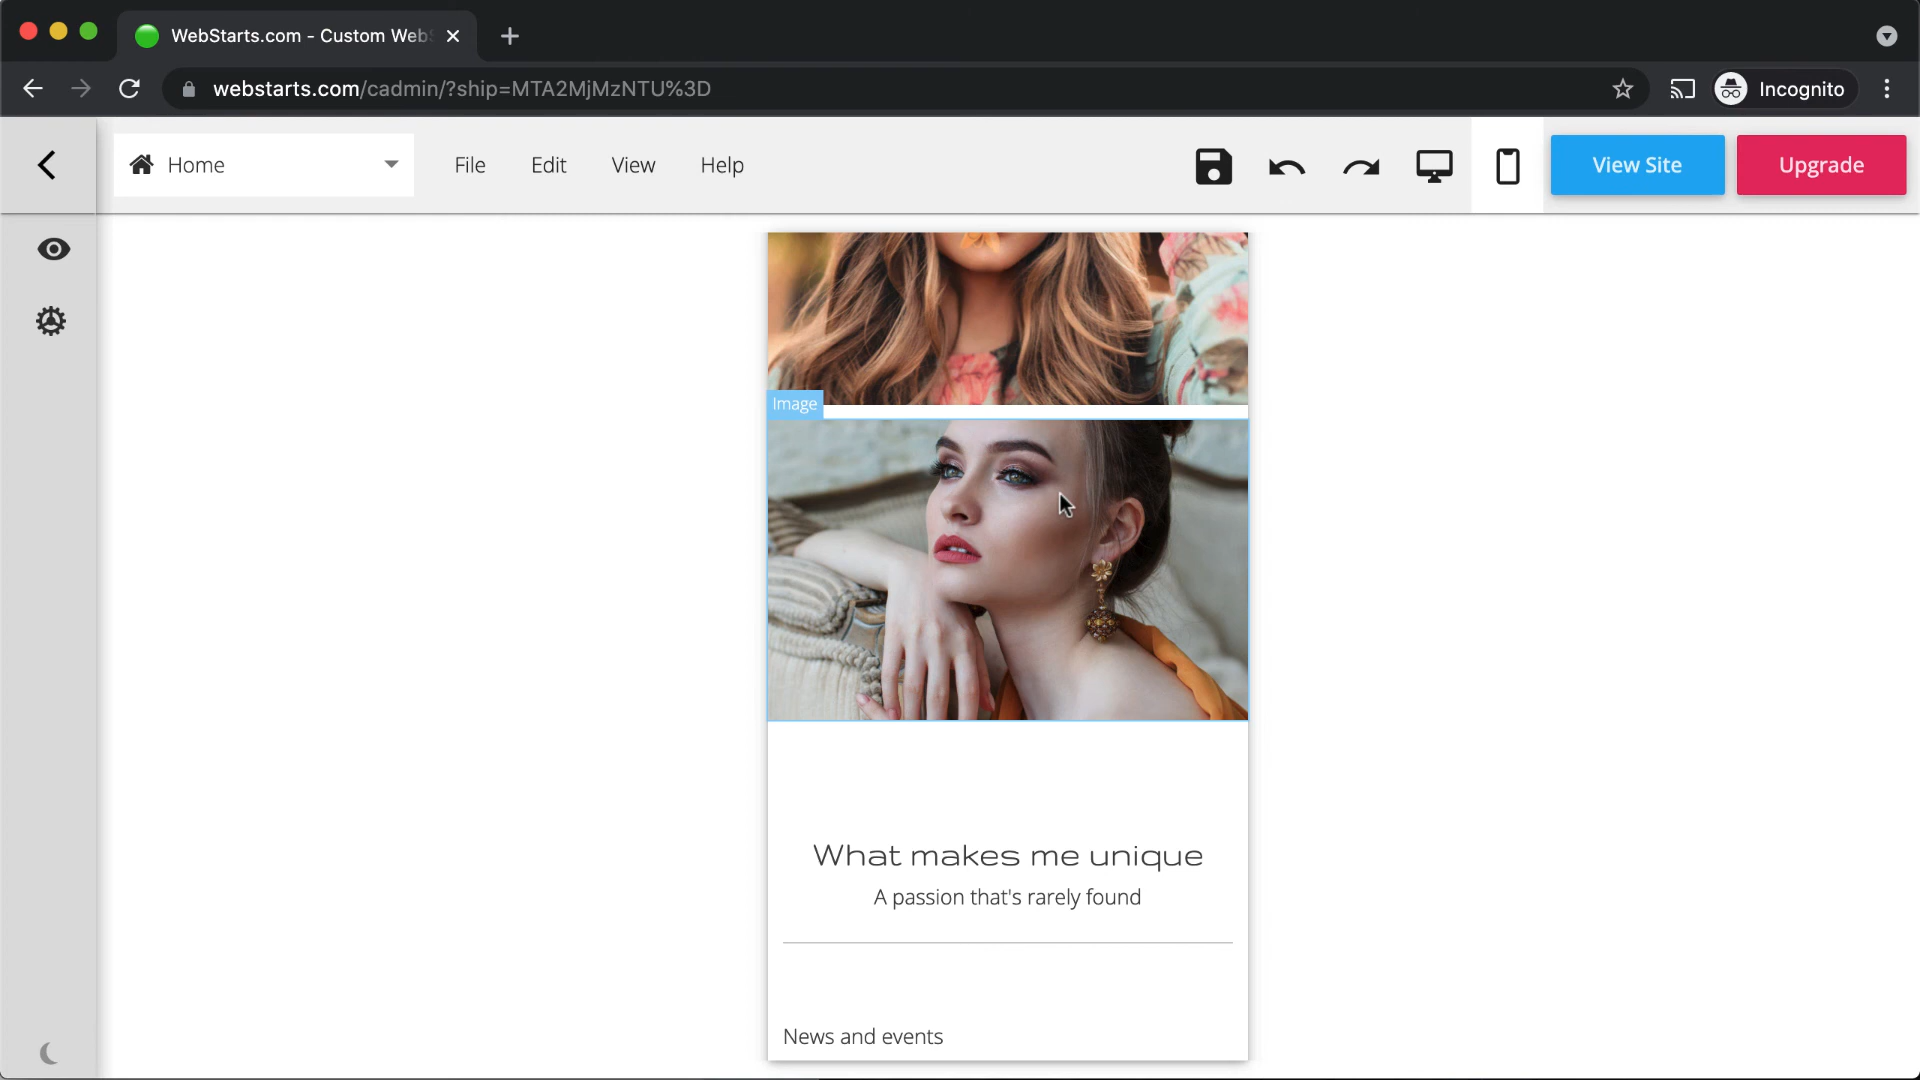 WebStarts.com - Custom Web
webstarts.com/cadmin/?ship=MTA2MjMzNTU%3D
Incognito
Home
File
Edit
View
Help
View Site
Upgrade
Image
What makes me unique
A passion that's rarely found
News and events